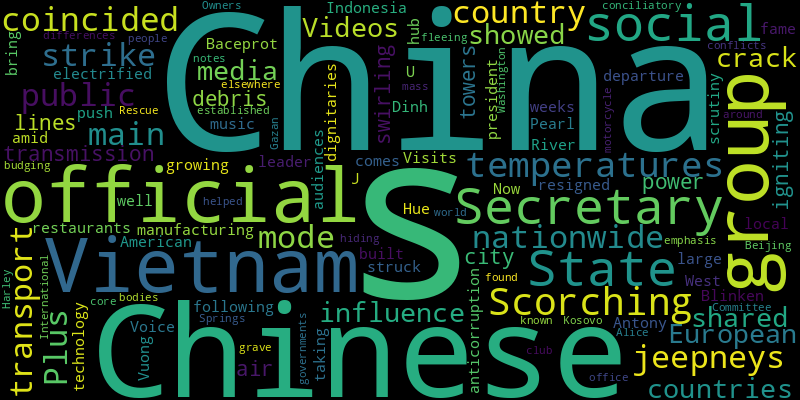 Owners
Indonesia
conciliatory
coincided
China
country
social
fame
differences
people
Videos
hub
fleeing
showed
conflicts
bring
strike
Baceprot
notes
media
elsewhere
electrified
debris
swirling
U
towers
president
Washington
crack
public
push
Rescue
established
mass
Dinh
weeks
departure
scrutiny
motorcycle
igniting
lines
main
music
Gazan
dignitaries
Pearl
River
around
amid
transmission
growing
leader
audiences
comes
Visits
temperatures
local
group
budging
official
S
J
resigned
power
Now
Secretary
well
helped
Hue
world
restaurants
manufacturing
mode
American
Vietnam
hiding
built
struck
city
nationwide
emphasis
Beijing
State
large
West
found
transport
Harley
International
Plus
technology
core
bodies
Chinese
following
Springs
influence
Scorching
Blinken
Committee
shared
Voice
Vuong
grave
air
governments
taking
anticorruption
known
Kosovo
Antony
Alice
European
club
office
jeepneys
countries